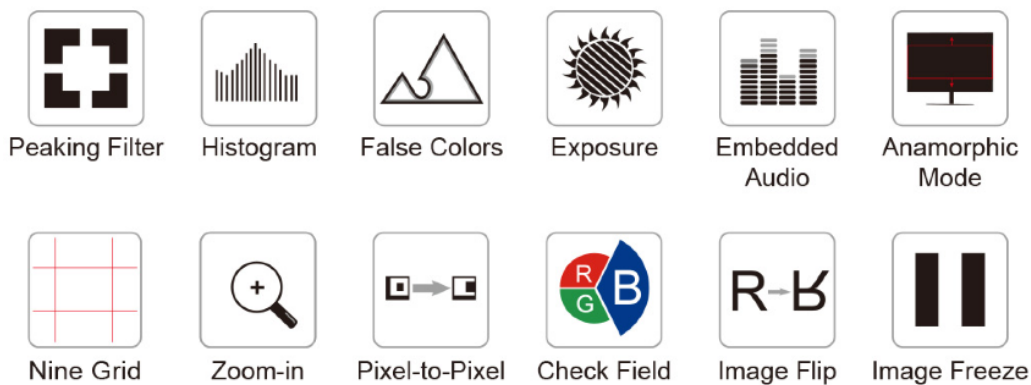 Peaking Filter
Histogram
False Colors
Exposure
Embedded
Audio
Anamorphic
Mode
R
G
B
R
R
Nine Grid
Zoom-in
Pixel-to-Pixel
Check Field
Image Flip
Image Freeze